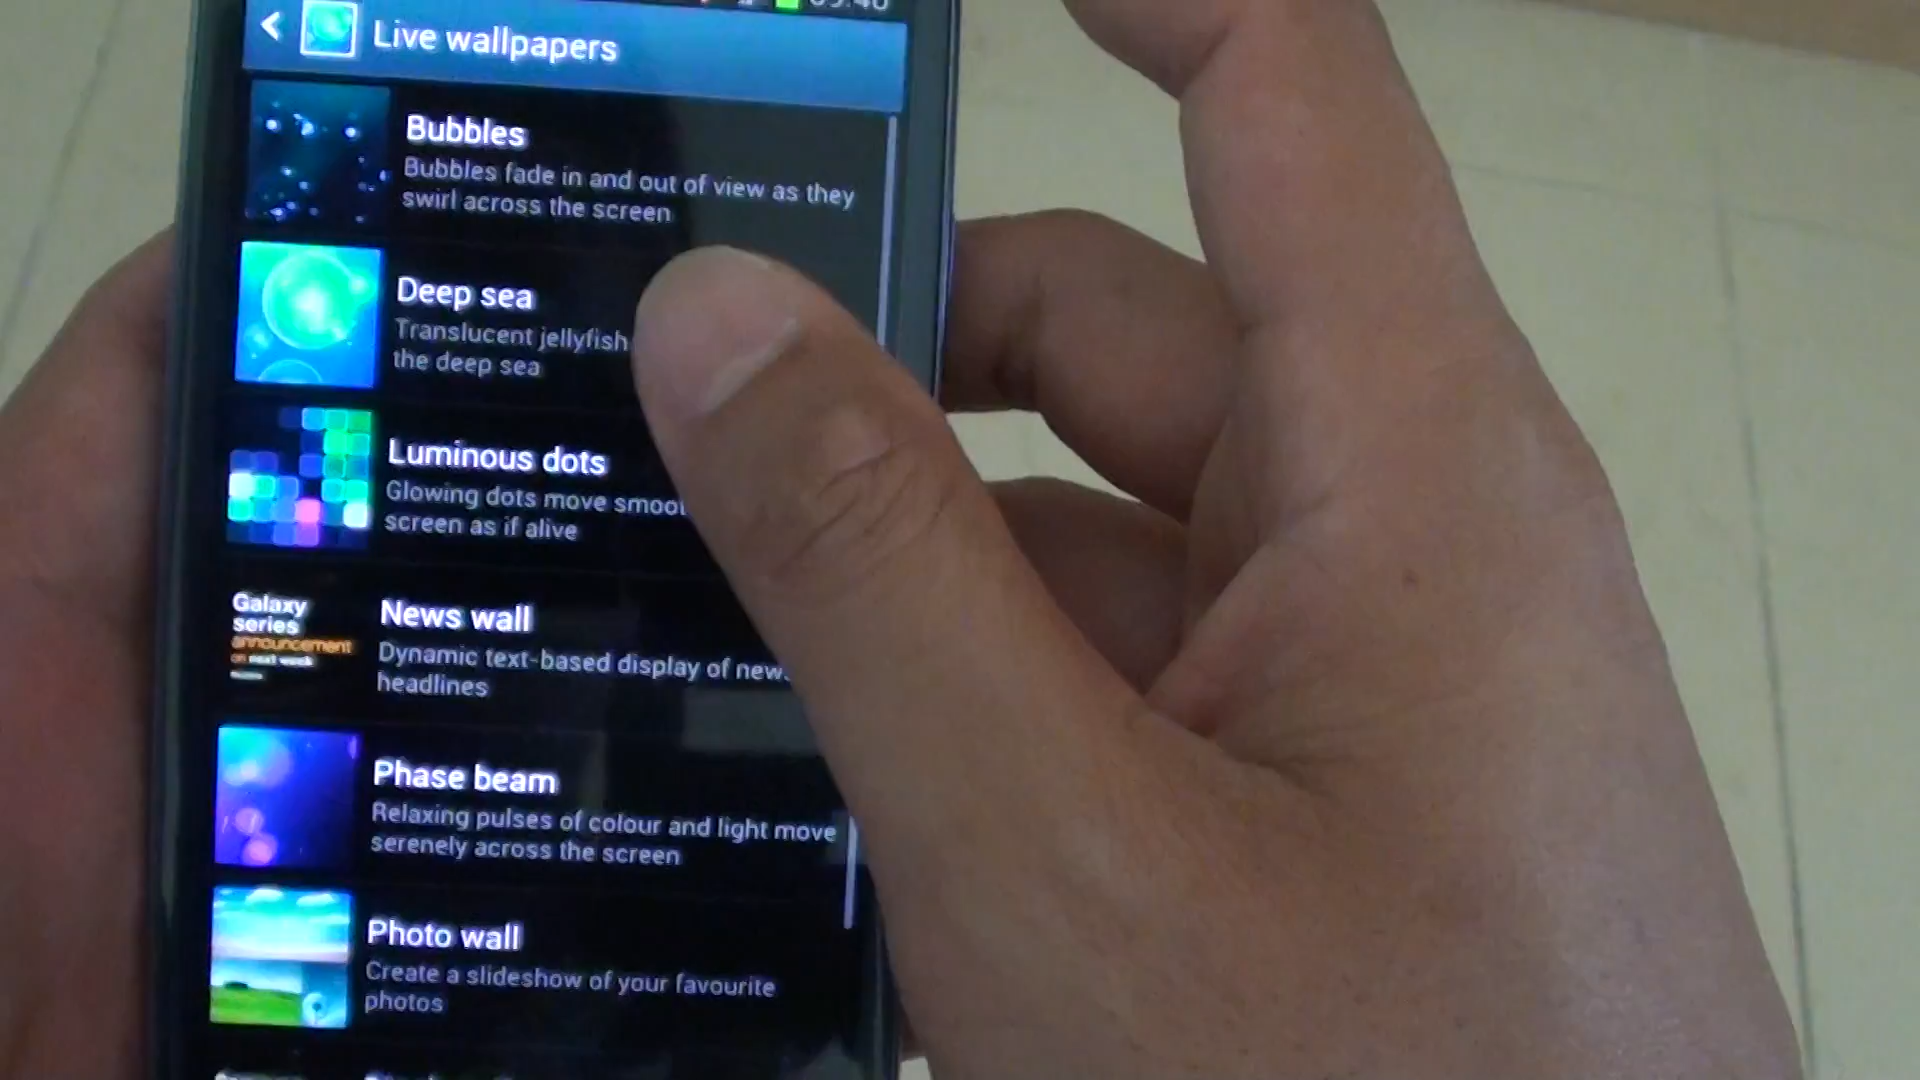 Live wallpapers
Bubbles
Bubbles fade in and out of view as they
swirl across the screen
Deep sea
Translucent jellyfish
the deep sea
Luminous dots
Glowing dots move
screen as if alive
Galaxy
series
announcement
on next week
News wall
Dynamic text-based display of
headlines
Phase beam
Relaxing pulses of colour and light move
serenely across the screen
Photo wall
Create a slideshow of your favourite
photos